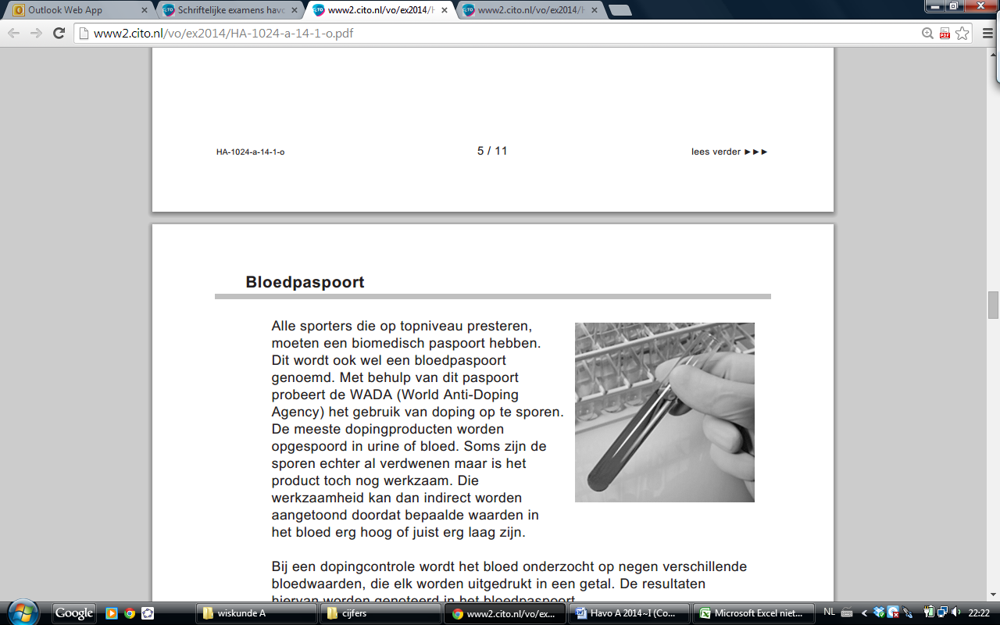 Outlook Web App
Schriftelijke examens hav
www2.cito.nl/vo/ex2014/H
www2.cito.nl/vo/ex2014/H
www2.cito.nl/vo/ex2014/HA-1024-a-14-1-o.pdf
HA-1024-a-14-1-o 5 / 11 lees verder ►►►
Bloedpaspoort
Alle sporters die op topniveau presteren,
moeten een biomedisch paspoort hebben.
Dit wordt ook wel een bloedpaspoort
genoemd. Met behulp van dit paspoort
probeert de WADA (World Anti-Doping
Agency) het gebruik van doping op te sporen.
De meeste dopingproducten worden
opgespoord in urine of bloed. Soms zijn de
sporen echter al verdwenen maar is het
product toch nog werkzaam. Die
werkzaamheid kan dan indirect worden
aangetoond doordat bepaalde waarden in
het bloed erg hoog of juist erg laag zijn.
Bij een dopingcontrole wordt het bloed onderzocht op negen verschillende
bloedwaarden, die elk worden uitgedrukt in een getal. De resultaten
hiervan worden genoteerd in het bloedpaspoort
Google wiskunde A cijfers www2.cito.nl/vo/ex... Havo A 2014~I (Co... Microsoft Excel niet... NL 22:22